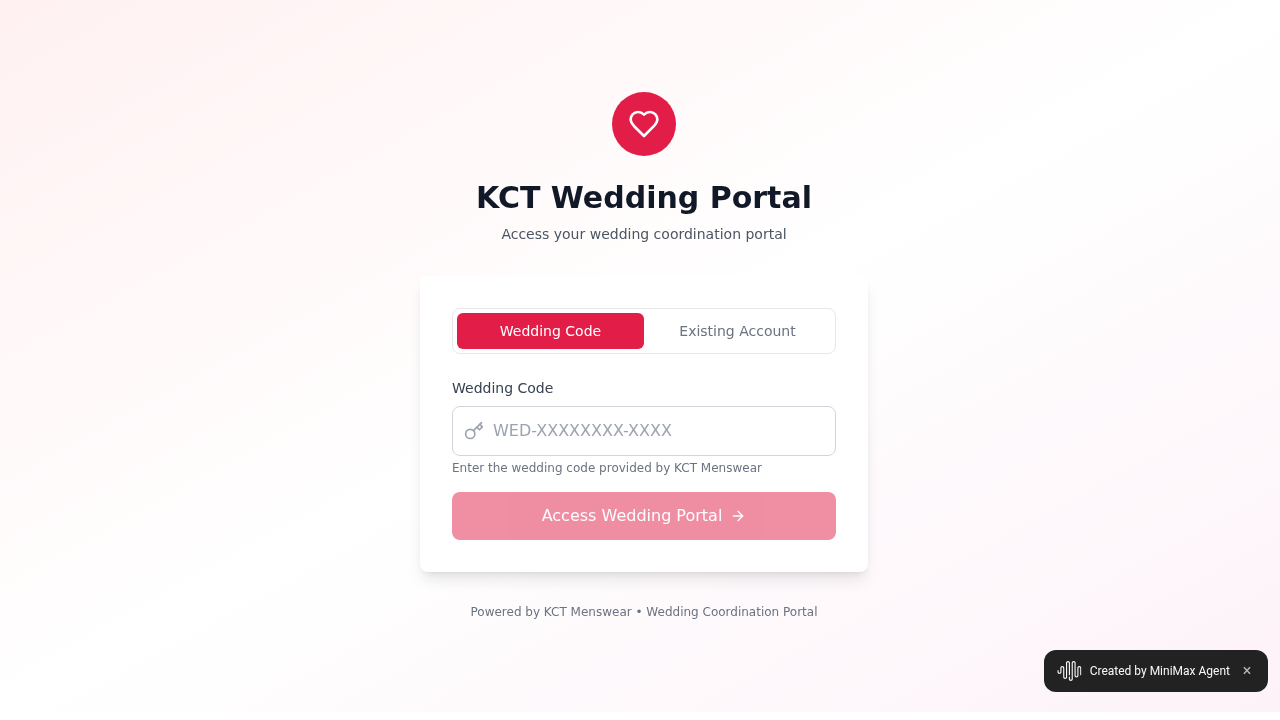 KCT Wedding Portal
Access your wedding coordination portal
Wedding Code
Existing Account
Wedding Code
WED-XXXXXXXX-XXXX
Enter the wedding code provided by KCT Menswear
Access Wedding Portal →
Powered by KCT Menswear • Wedding Coordination Portal
Created by MiniMax Agent ×